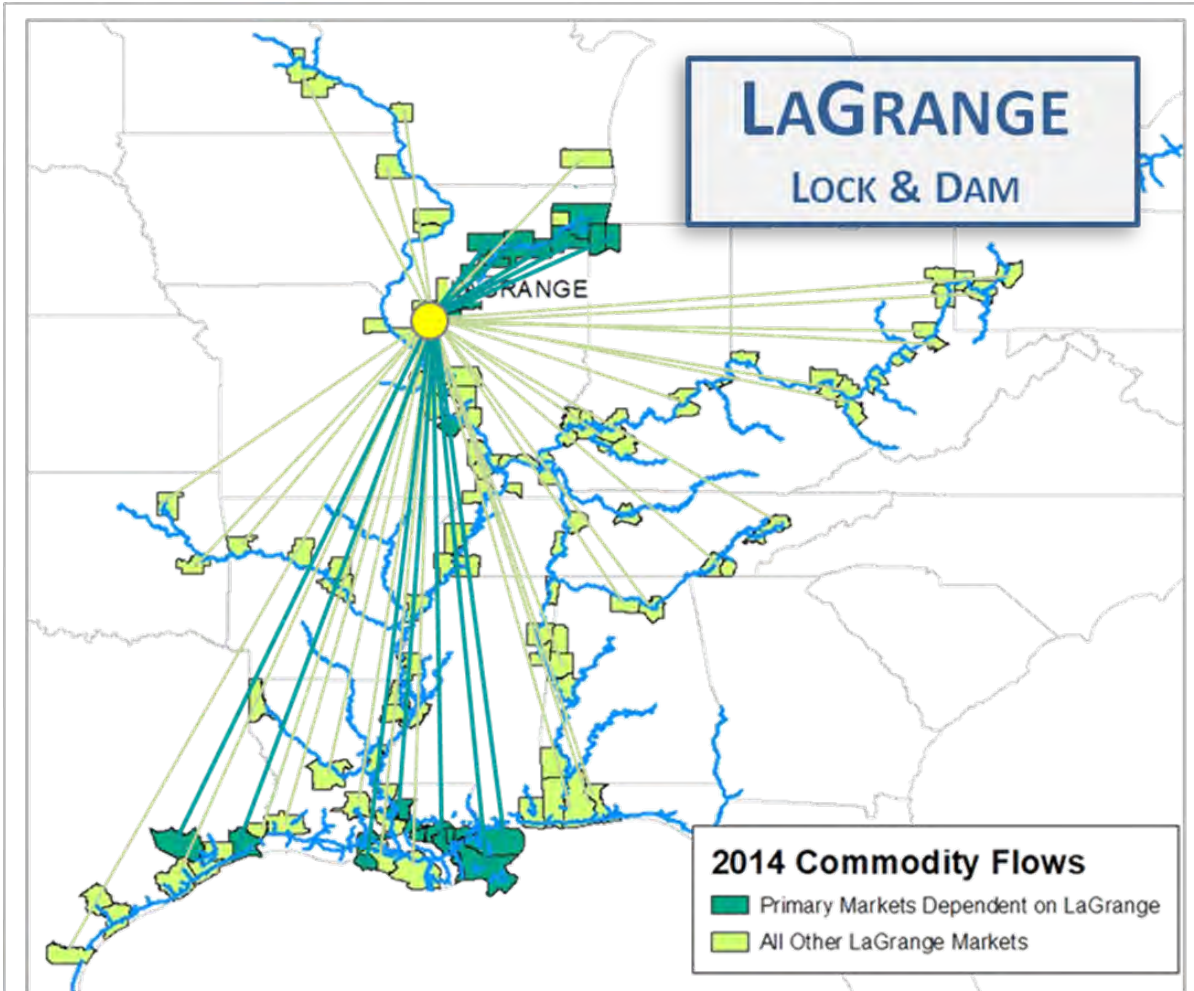 LAGRANGE
LOCK & DAM
LAGRANGE
2014 Commodity Flows
Primary Markets Dependent on LaGrange
All Other LaGrange Markets